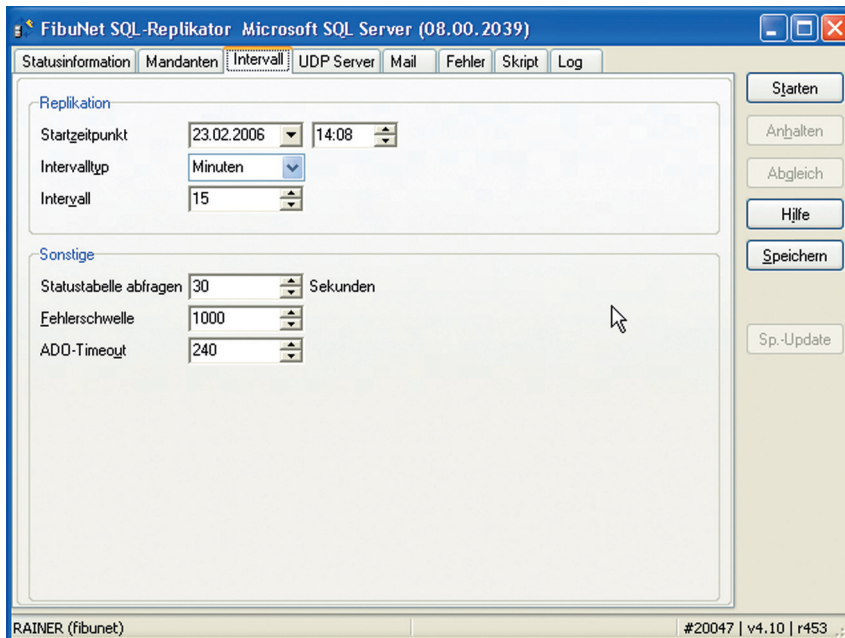 FibuNet SQL-Replikator Microsoft SQL Server (08.00.2039)
Statusinformation Mandanten Intervall UDP Server Mail Fehler Skript Log
Replikation
Startzeitpunkt 23.02.2006 14:08
Intervalltyp Minuten
Intervall 15
Sonstige
Statustabelle abfragen 30 Sekunden
Fehlerschwelle 1000
ADO-Timeout 240
Starten
Anhalten
Abgleich
Hilfe
Speichern
Sp.-Update
RAINER (fibunet) #20047 | v4.10 | r453